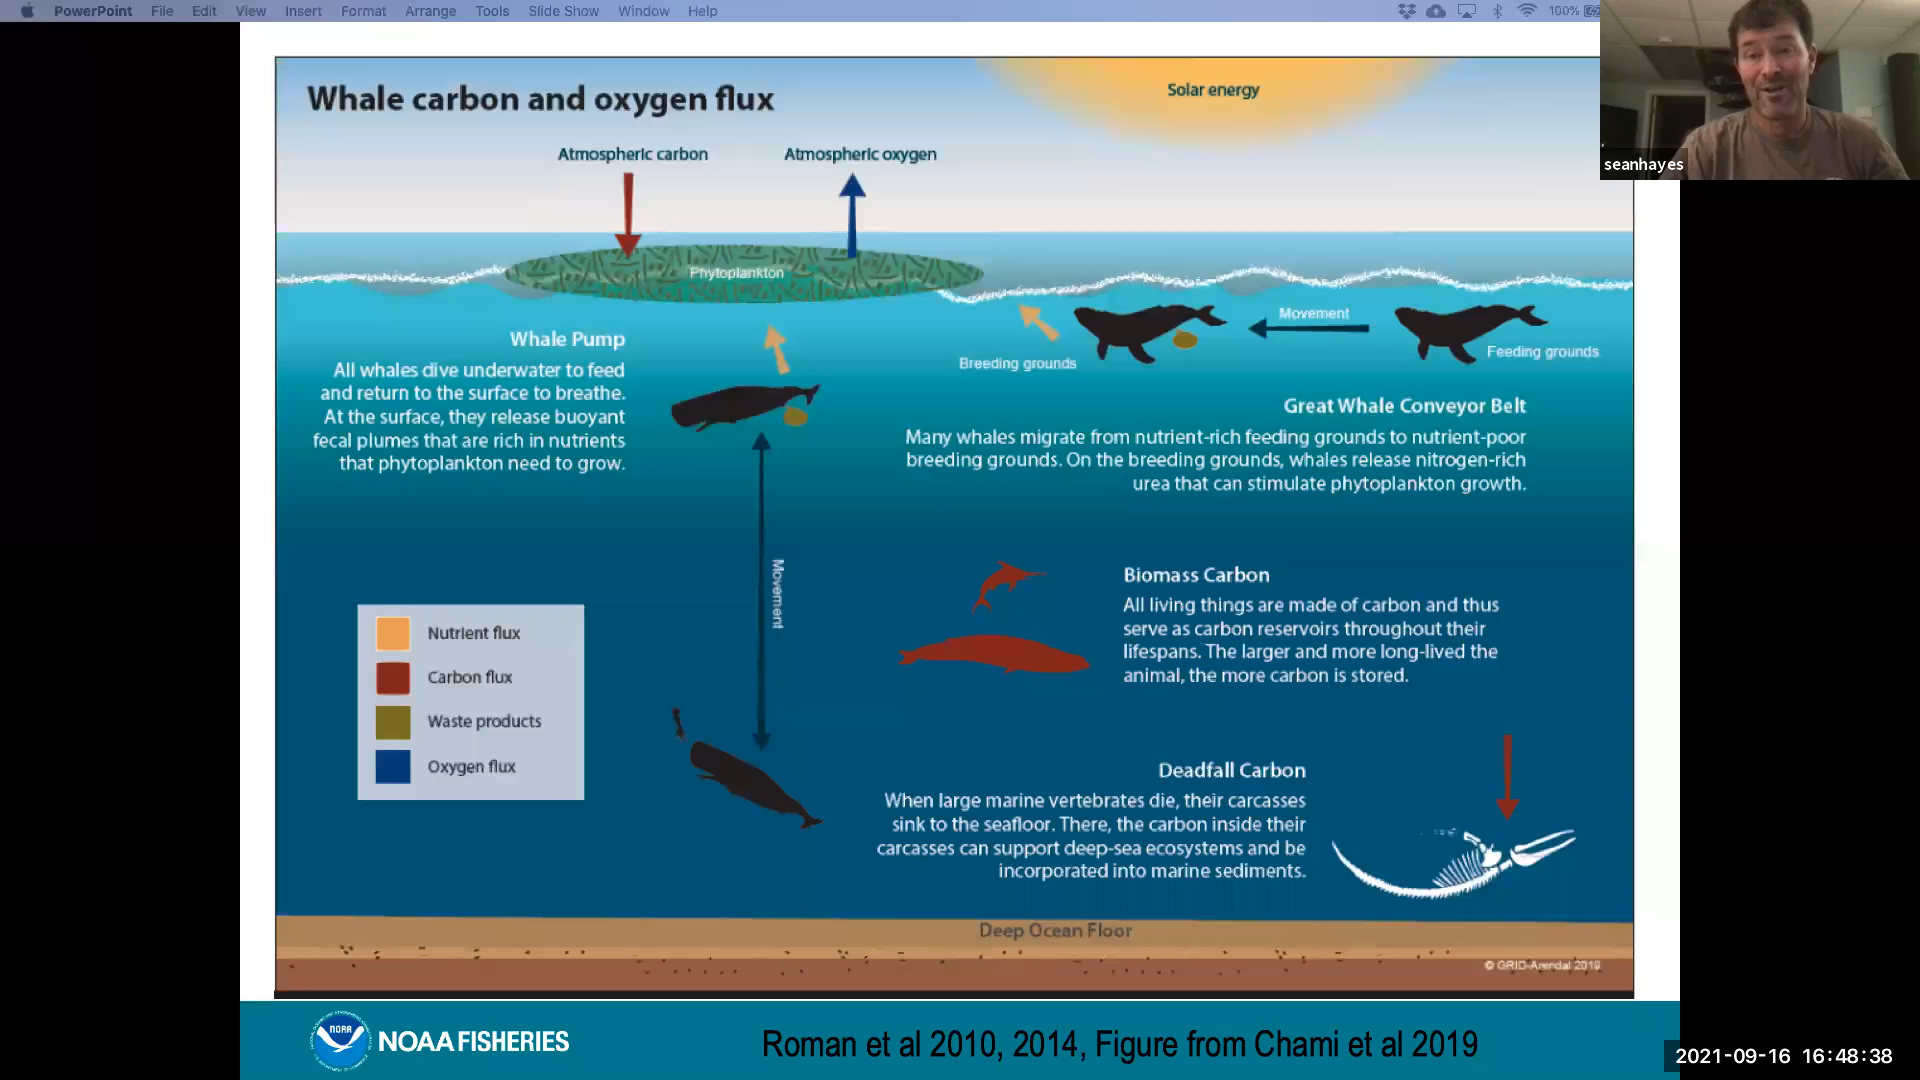 PowerPoint File Edit View Insert Format Arrange Tools Slide Show Window Help
100%
seanhayes
Whale carbon and oxygen flux
Solar energy
Atmospheric carbon
Atmospheric oxygen
Phytoplankton
Whale Pump
All whales dive underwater to feed
and return to the surface to breathe.
At the surface, they release buoyant
fecal plumes that are rich in nutrients
that phytoplankton need to grow.
Movement
Breeding grounds
Feeding grounds
Great Whale Conveyor Belt
Many whales migrate from nutrient-rich feeding grounds to nutrient-poor
breeding grounds. On the breeding grounds, whales release nitrogen-rich
urea that can stimulate phytoplankton growth.
Movement
Biomass Carbon
All living things are made of carbon and thus
serve as carbon reservoirs throughout their
lifespans. The larger and more long-lived the
animal, the more carbon is stored.
Nutrient flux
Carbon flux
Waste products
Oxygen flux
Deadfall Carbon
When large marine vertebrates die, their carcasses
sink to the seafloor. There, the carbon inside their
carcasses can support deep-sea ecosystems and be
incorporated into marine sediments.
Deep Ocean Floor
© GRID-Arendal 2019
NOAA
NOAA FISHERIES
Roman et al 2010, 2014, Figure from Chami et al 2019
2021-09-16 16:48:38